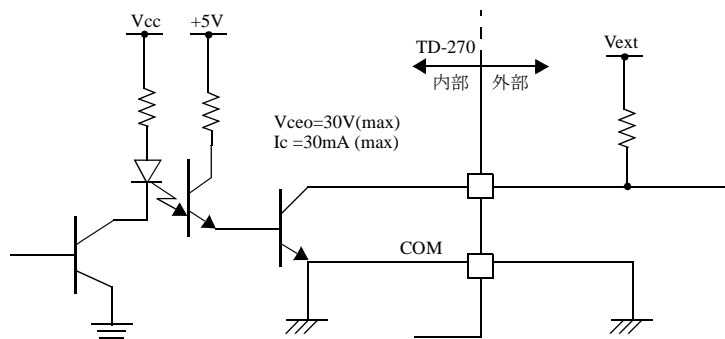 Vcc
+5V
TD-270
内部
外部
Vext
Vceo=30V(max)
Ic =30mA (max)
COM